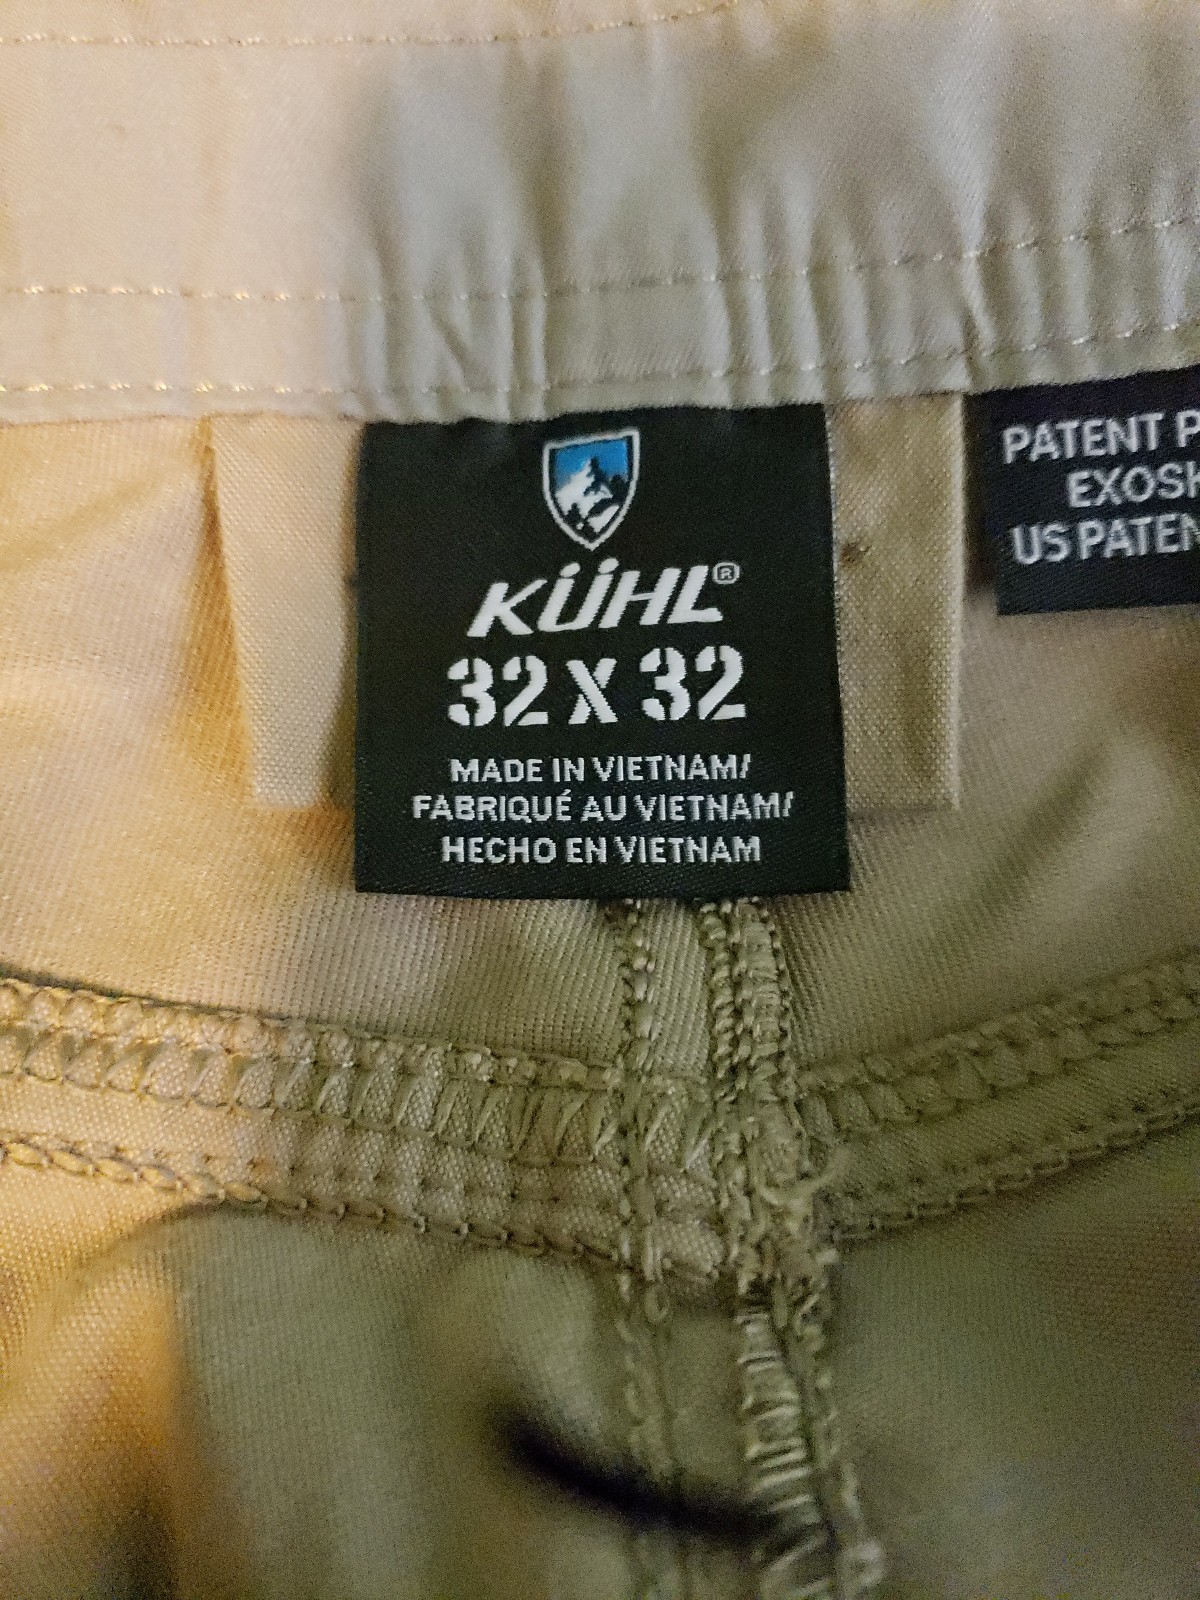 KÜHL®
32 X 32
MADE IN VIETNAM/
FABRIQUÉ AU VIETNAM/
HECHO EN VIETNAM
PATENT
US